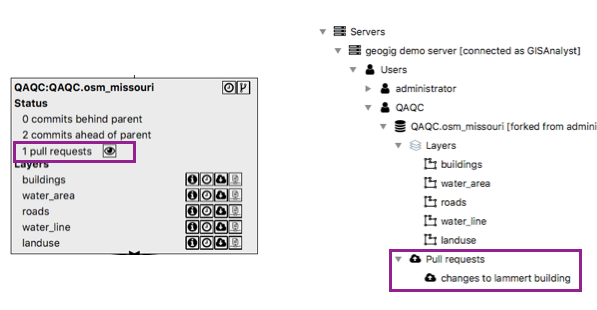 QAQC:QAQC.osm_missouri
Status
0 commits behind parent
2 commits ahead of parent
1 pull requests
Layers
buildings
water_area
roads
water_line
landuse
Servers
geogig demo server [connected as GISAnalyst]
Users
administrator
QAQC
QAQC.osm_missouri [forked from admini
Layers
buildings
water_area
roads
water_line
landuse
Pull requests
changes to lammert building